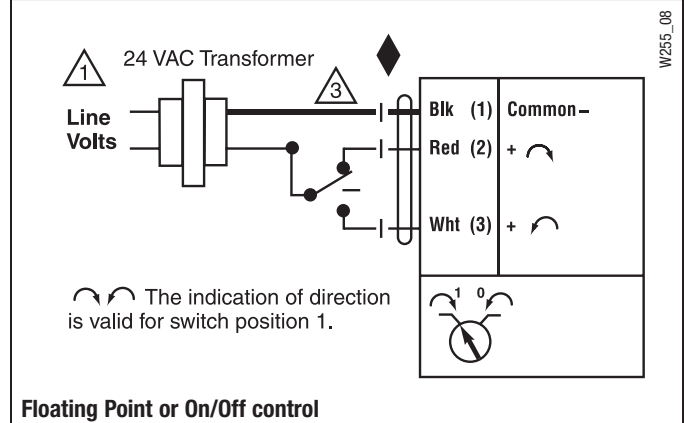 W255_08
1
24 VAC Transformer
3
Line
Volts
Blk (1) Common –
Red (2) +
Wht (3) +
The indication of direction
is valid for switch position 1.
1 0
Floating Point or On/Off control